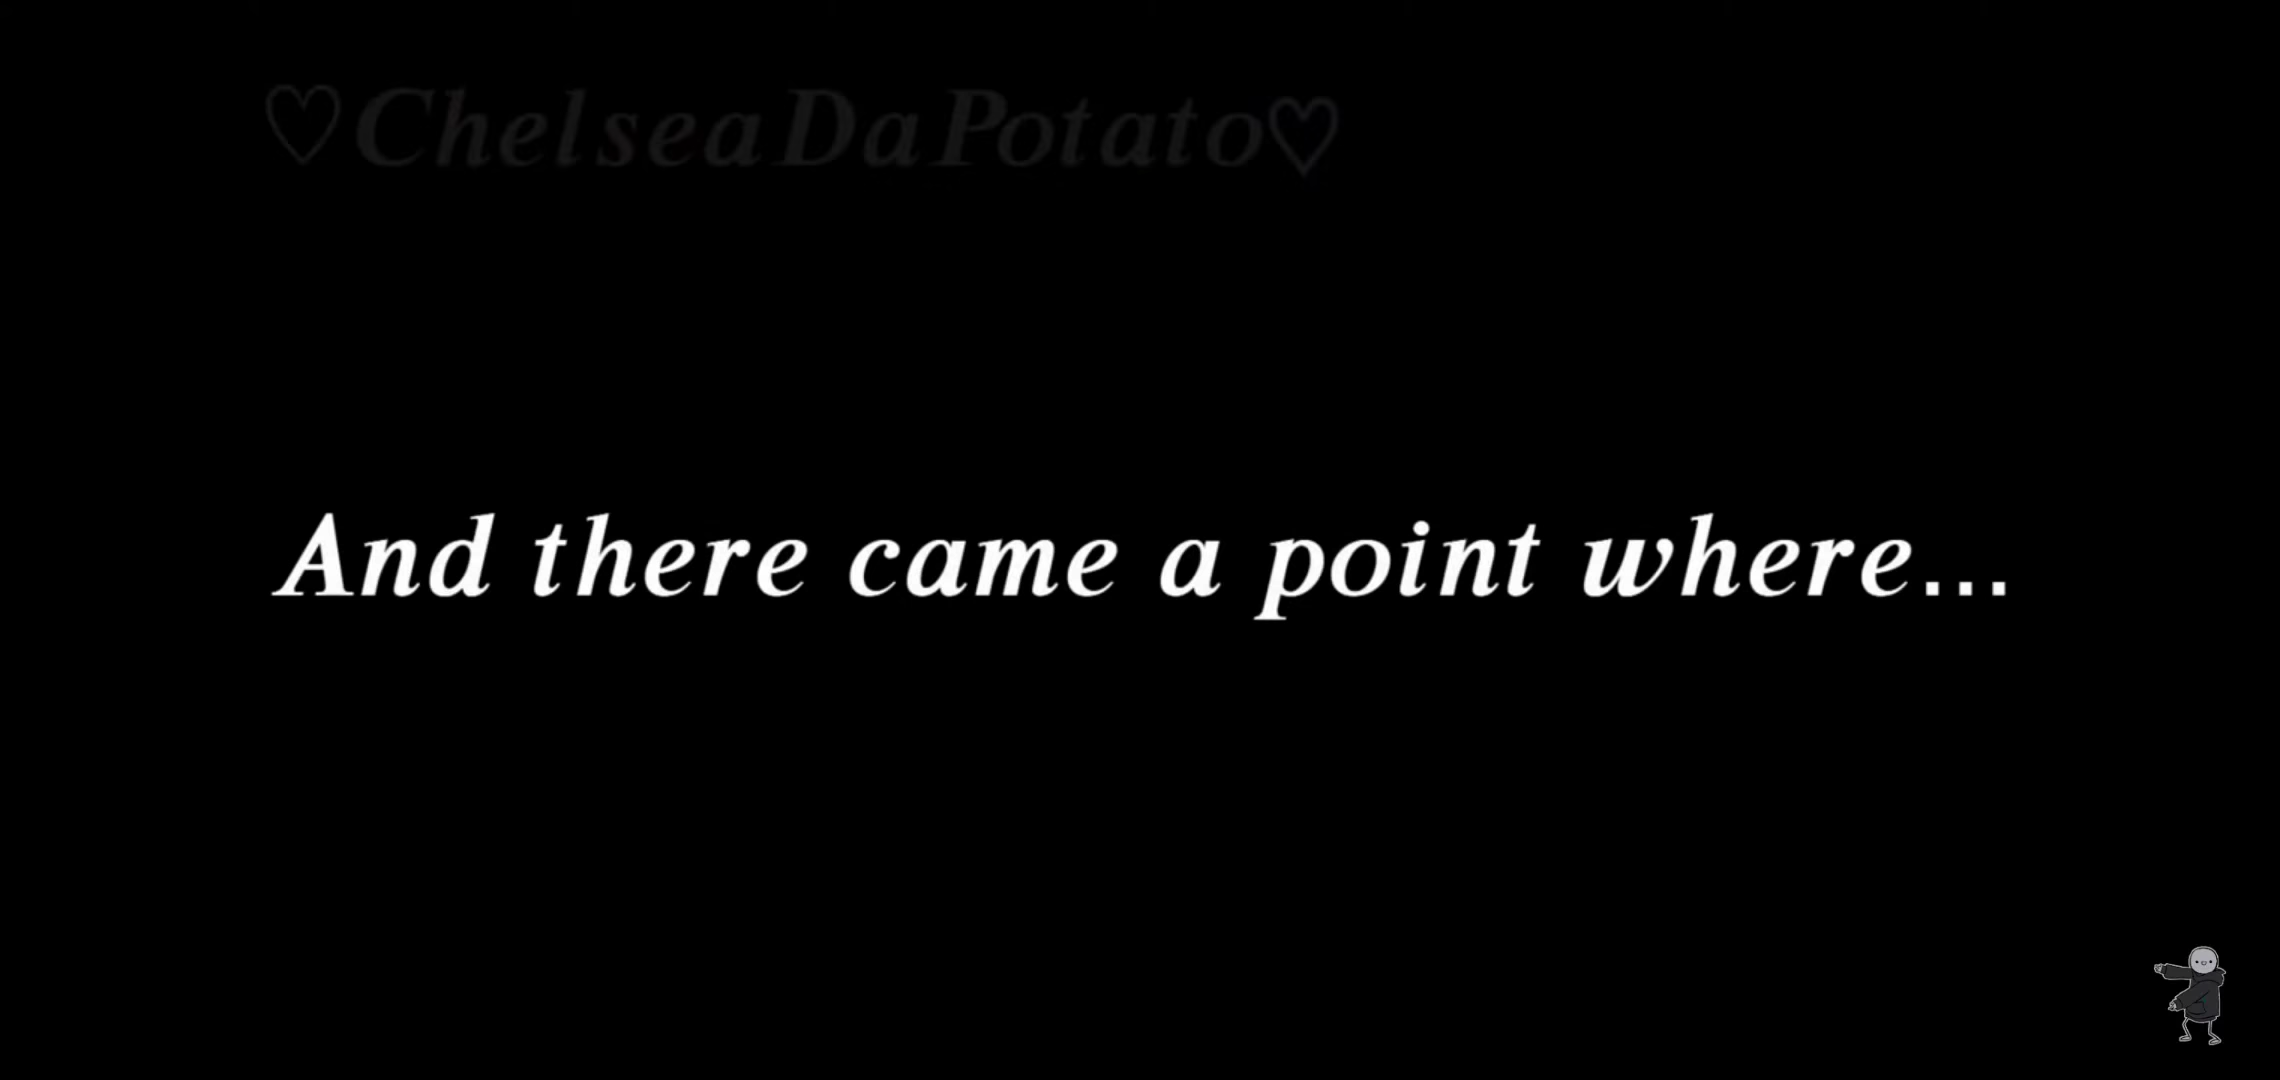 ♡ChelseaDaPotato♡
And there came a point where...